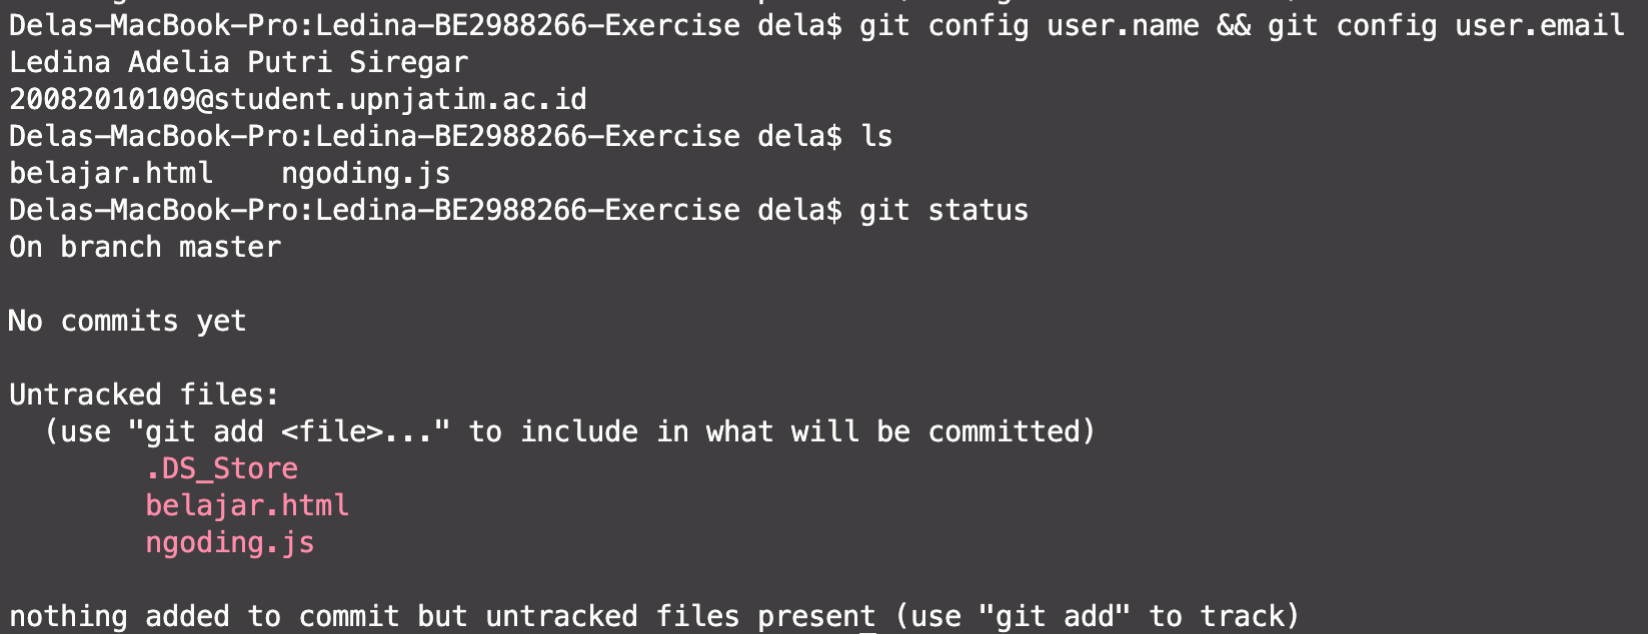 Delas-MacBook-Pro:Ledina-BE2988266-Exercise dela$ git config user.name && git config user.email
Ledina Adelia Putri Siregar
20082010109@student.upnjatim.ac.id
Delas-MacBook-Pro:Ledina-BE2988266-Exercise dela$ ls
belajar.html    ngoding.js
Delas-MacBook-Pro:Ledina-BE2988266-Exercise dela$ git status
On branch master
No commits yet
Untracked files:
  (use "git add <file>..." to include in what will be committed)
        .DS_Store
        belajar.html
        ngoding.js
nothing added to commit but untracked files present (use "git add" to track)